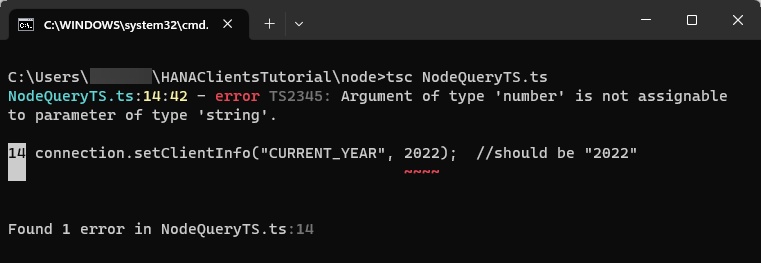 C:\WINDOWS\system32\cmd.
C:\Users\ \HANAClientsTutorial\node>tsc NodeQueryTS.ts
NodeQueryTS.ts:14:42 - error TS2345: Argument of type 'number' is not assignable
to parameter of type 'string'.
14 connection.setClientInfo("CURRENT_YEAR", 2022);  //should be "2022"
~~~~
Found 1 error in NodeQueryTS.ts:14